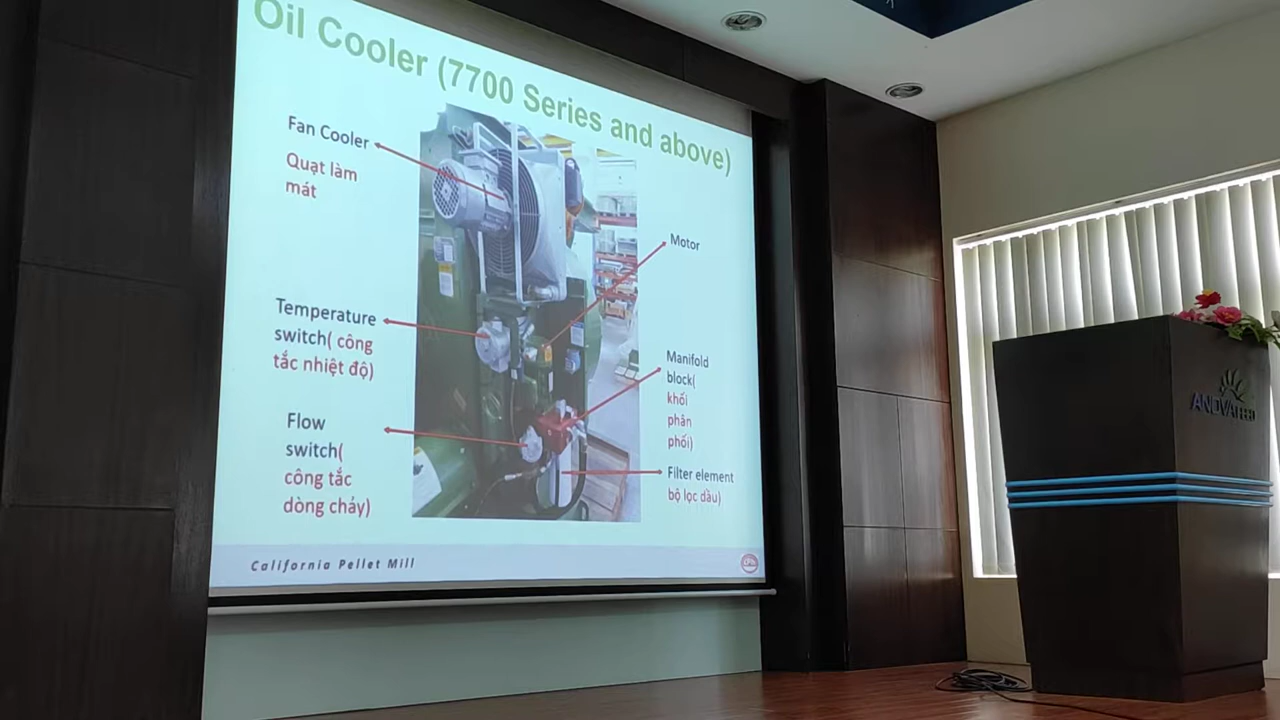 Oil Cooler (7700 Series and above)
Fan Cooler
Quạt làm
mát
Temperature
switch( công
tắc nhiệt độ)
Flow
switch(
công tắc
dòng chảy)
Motor
Manifold
block(
khối
phân
phối)
Filter element
bộ lọc dầu)
California Pellet Mill
ANOVAFEED